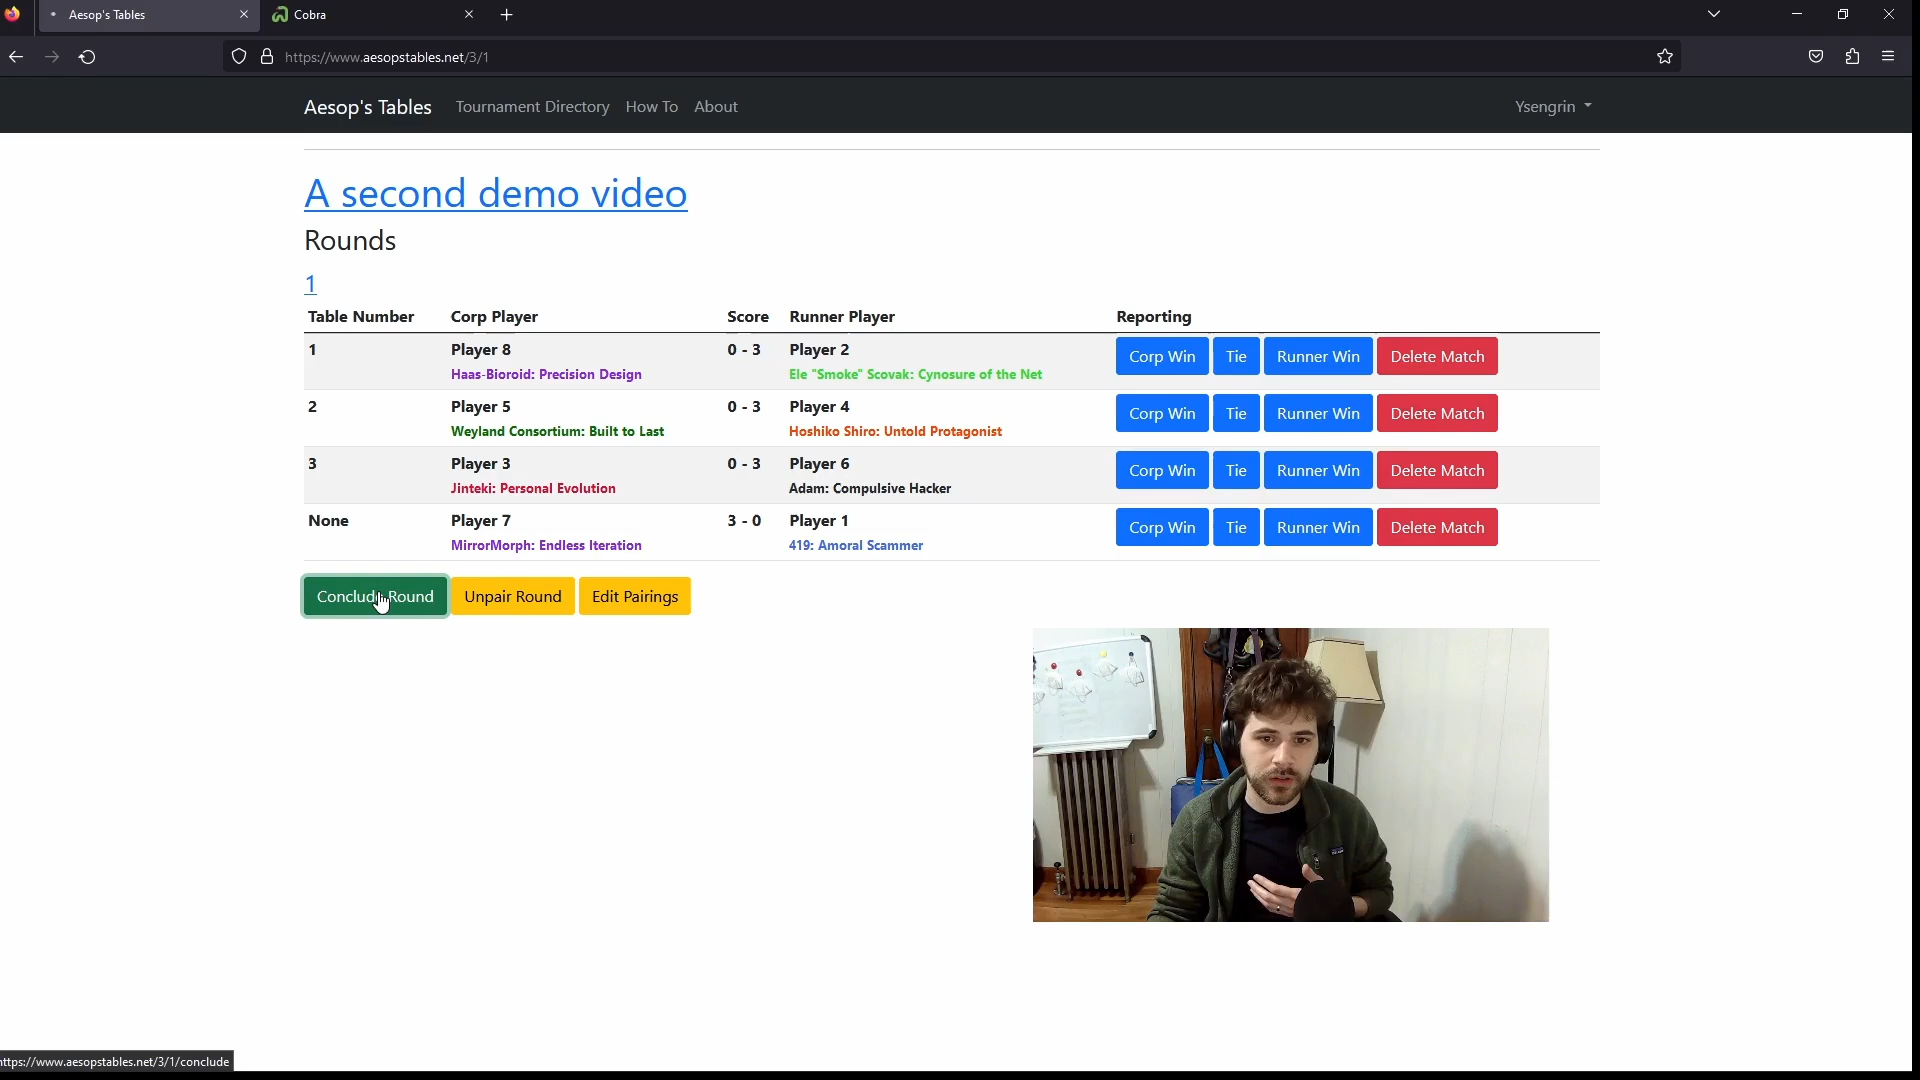 Aesop's Tables
Cobra
https://www.aesopstables.net/3/1
Aesop's Tables Tournament Directory How To About Ysengrin
A second demo video
Rounds
1
Table Number Corp Player Score Runner Player Reporting
1 Player 8 0 - 3 Player 2 Corp Win Tie Runner Win Delete Match
Haas-Bioroid: Precision Design Ele "Smoke" Scovak: Cynosure of the Net
2 Player 5 0 - 3 Player 4 Corp Win Tie Runner Win Delete Match
Weyland Consortium: Built to Last Hoshiko Shiro: Untold Protagonist
3 Player 3 0 - 3 Player 6 Corp Win Tie Runner Win Delete Match
Jinteki: Personal Evolution Adam: Compulsive Hacker
None Player 7 3 - 0 Player 1 Corp Win Tie Runner Win Delete Match
MirrorMorph: Endless Iteration 419: Amoral Scammer
Conclude Round Unpair Round Edit Pairings
https://www.aesopstables.net/3/1/conclude